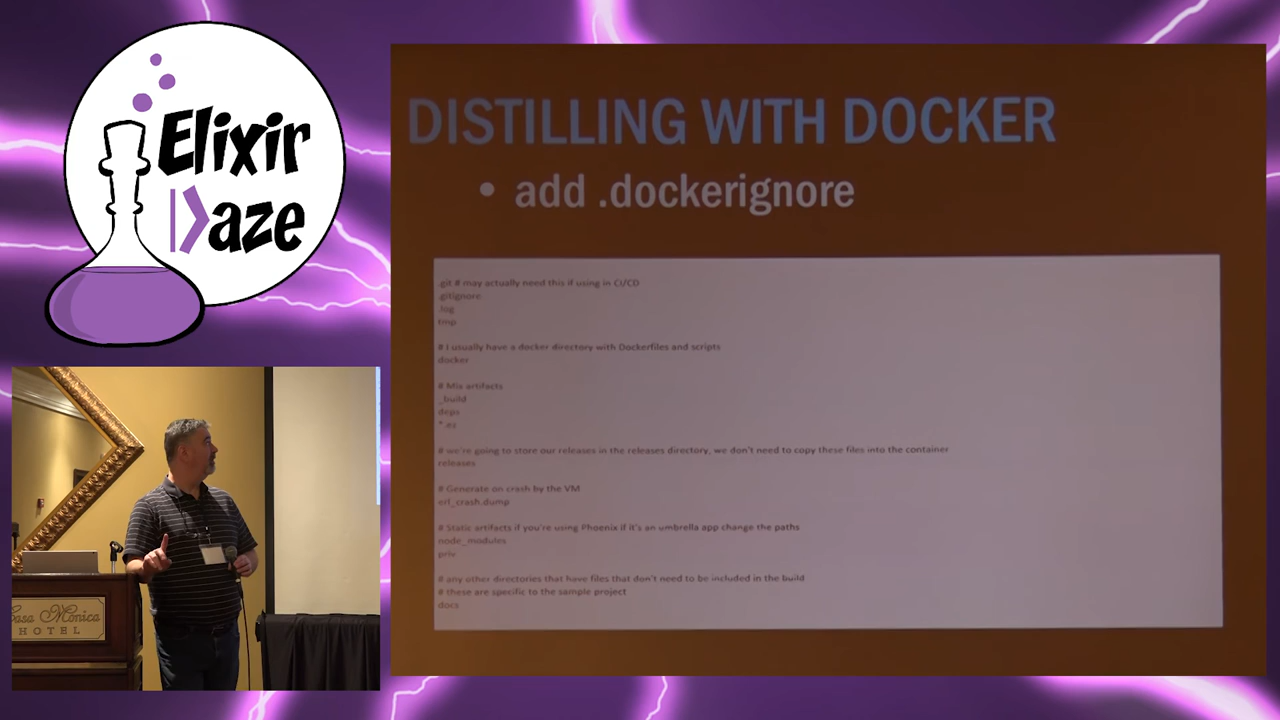 Elixir
Daze
DISTILLING WITH DOCKER
• add .dockerignore
.git # may actually need this if using in CI/CD
.gitignore
.log
tmp
# I usually have a docker directory with Dockerfiles and scripts
docker
# Mix artifacts
_build
deps
*.ez
# we're going to store our releases in the releases directory, we don't need to copy these files into the container
releases
# Generate on crash by the VM
erl_crash.dump
# Static artifacts if you're using Phoenix if it's an umbrella app change the paths
node_modules
priv
# any other directories that have files that don't need to be included in the build
# these are specific to the sample project
docs
Casa Monica
HOTEL